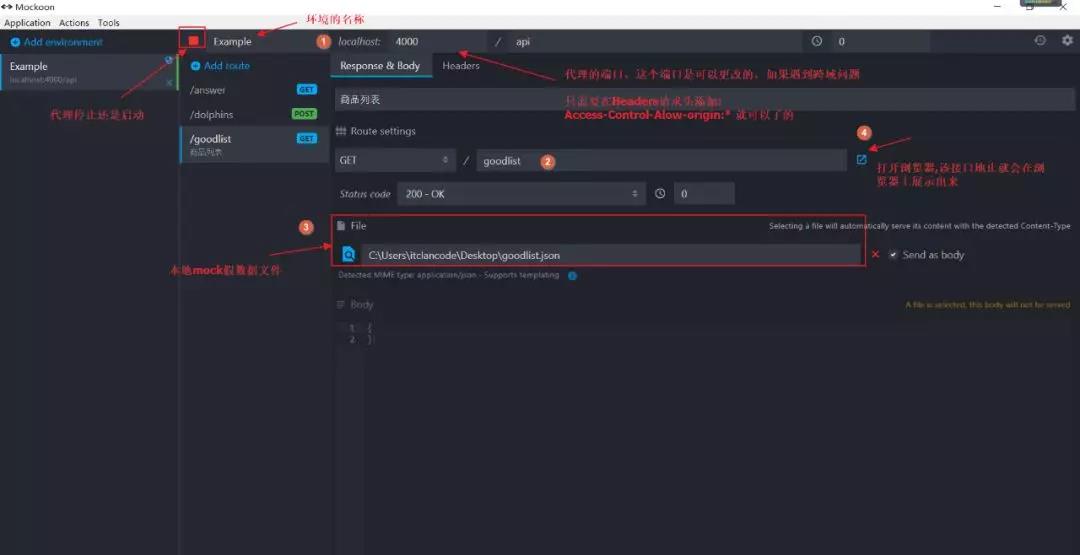 Mockoon
Application Actions Tools
环境的名称
Add environment
Example
1 localhost: 4000 / api
0
Example
localhost:4000/api
Add route
Response & Body Headers
/answer GET
代理的端口，这个端口是可以更改的，如果遇到跨域问题
代理停止还是启动
/dolphins POST
商品列表
只需要在Headers请求头添加:
Access-Control-Alow-origin:* 就可以了的
/goodlist GET
商品列表
Route settings
4
GET / goodlist 2
打开浏览器,该接口地止就会在浏
览器上展示出来
Status code 200 - OK 0
3 File Selecting a file will automatically serve its content with the detected Content-Type
C:\Users\itclancode\Desktop\goodlist.json Send as body
本地mock假数据文件
Detected MIME type: application/json - Supports templating
Body A file is selected, this body will not be served
1 {
2 }